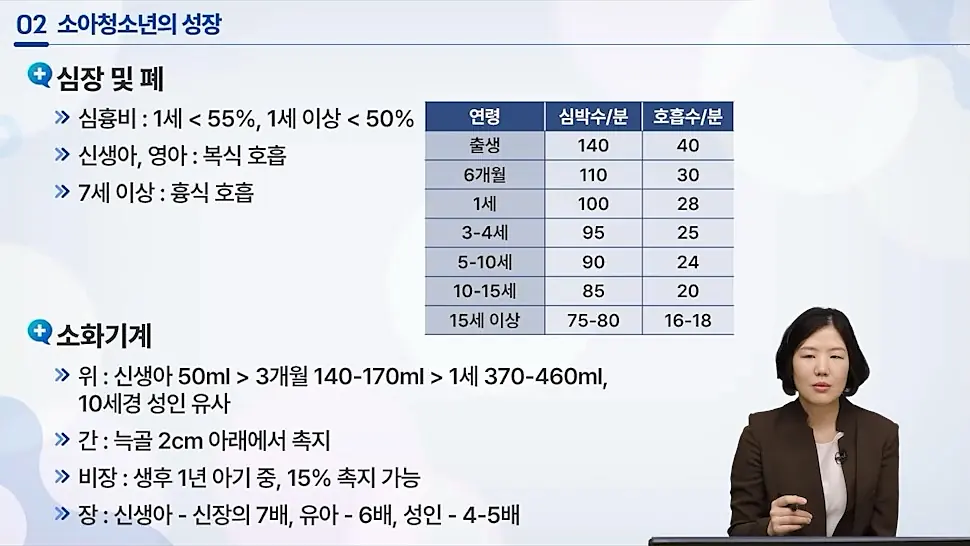 02 소아청소년의 성장
심장 및 폐
심흉비 : 1세 < 55%, 1세 이상 < 50%
신생아, 영아 : 복식 호흡
7세 이상 : 흉식 호흡
연령 심박수/분 호흡수/분
출생 140 40
6개월 110 30
1세 100 28
3-4세 95 25
5-10세 90 24
10-15세 85 20
15세 이상 75-80 16-18
소화기계
위 : 신생아 50ml > 3개월 140-170ml > 1세 370-460ml,
10세경 성인 유사
간 : 늑골 2cm 아래에서 촉지
비장 : 생후 1년 아기 중, 15% 촉지 가능
장 : 신생아 - 신장의 7배, 유아 - 6배, 성인 - 4-5배